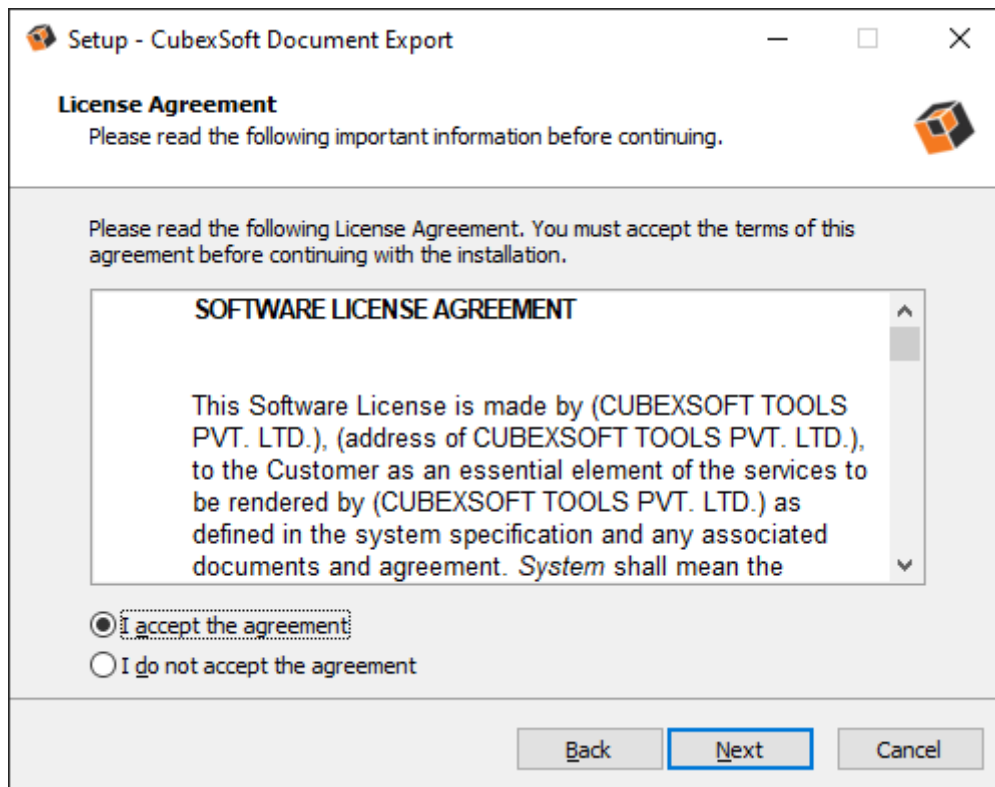 Setup - CubexSoft Document Export
License Agreement
Please read the following important information before continuing.
Please read the following License Agreement. You must accept the terms of this
agreement before continuing with the installation.
SOFTWARE LICENSE AGREEMENT
This Software License is made by (CUBEXSOFT TOOLS
PVT. LTD.), (address of CUBEXSOFT TOOLS PVT. LTD.),
to the Customer as an essential element of the services to
be rendered by (CUBEXSOFT TOOLS PVT. LTD.) as
defined in the system specification and any associated
documents and agreement. System shall mean the
I accept the agreement
I do not accept the agreement
Back Next Cancel